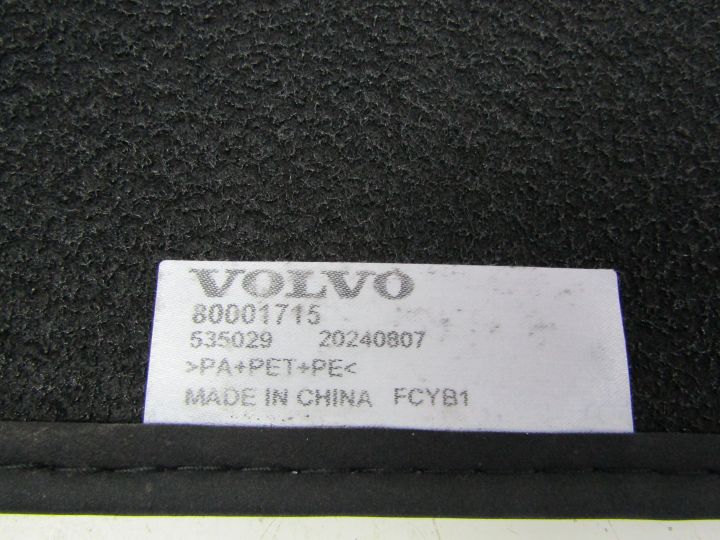 VOLVO
80001715
535029 20240807
>PA+PET+PE<
MADE IN CHINA FCYB1